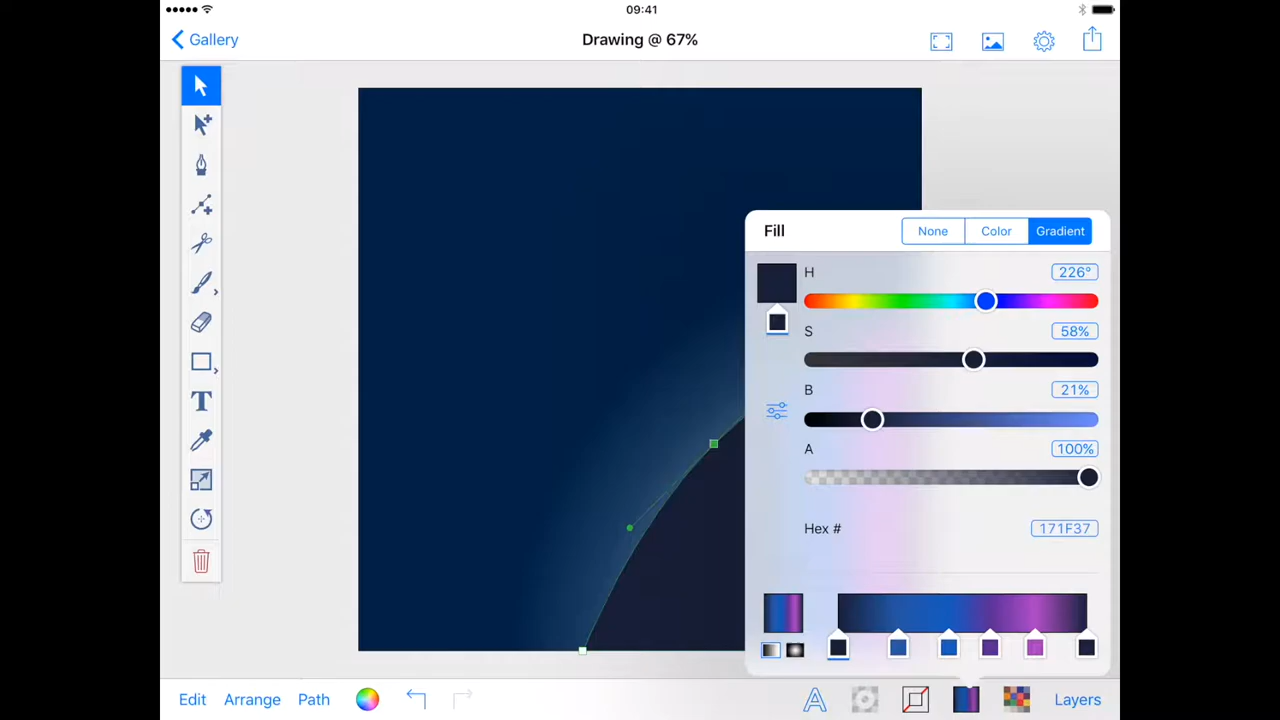 09:41
Gallery
Drawing @ 67%
Fill
None
Color
Gradient
H
226°
S
58%
B
21%
A
100%
Hex #
171F37
T
Edit
Arrange
Path
A
Layers